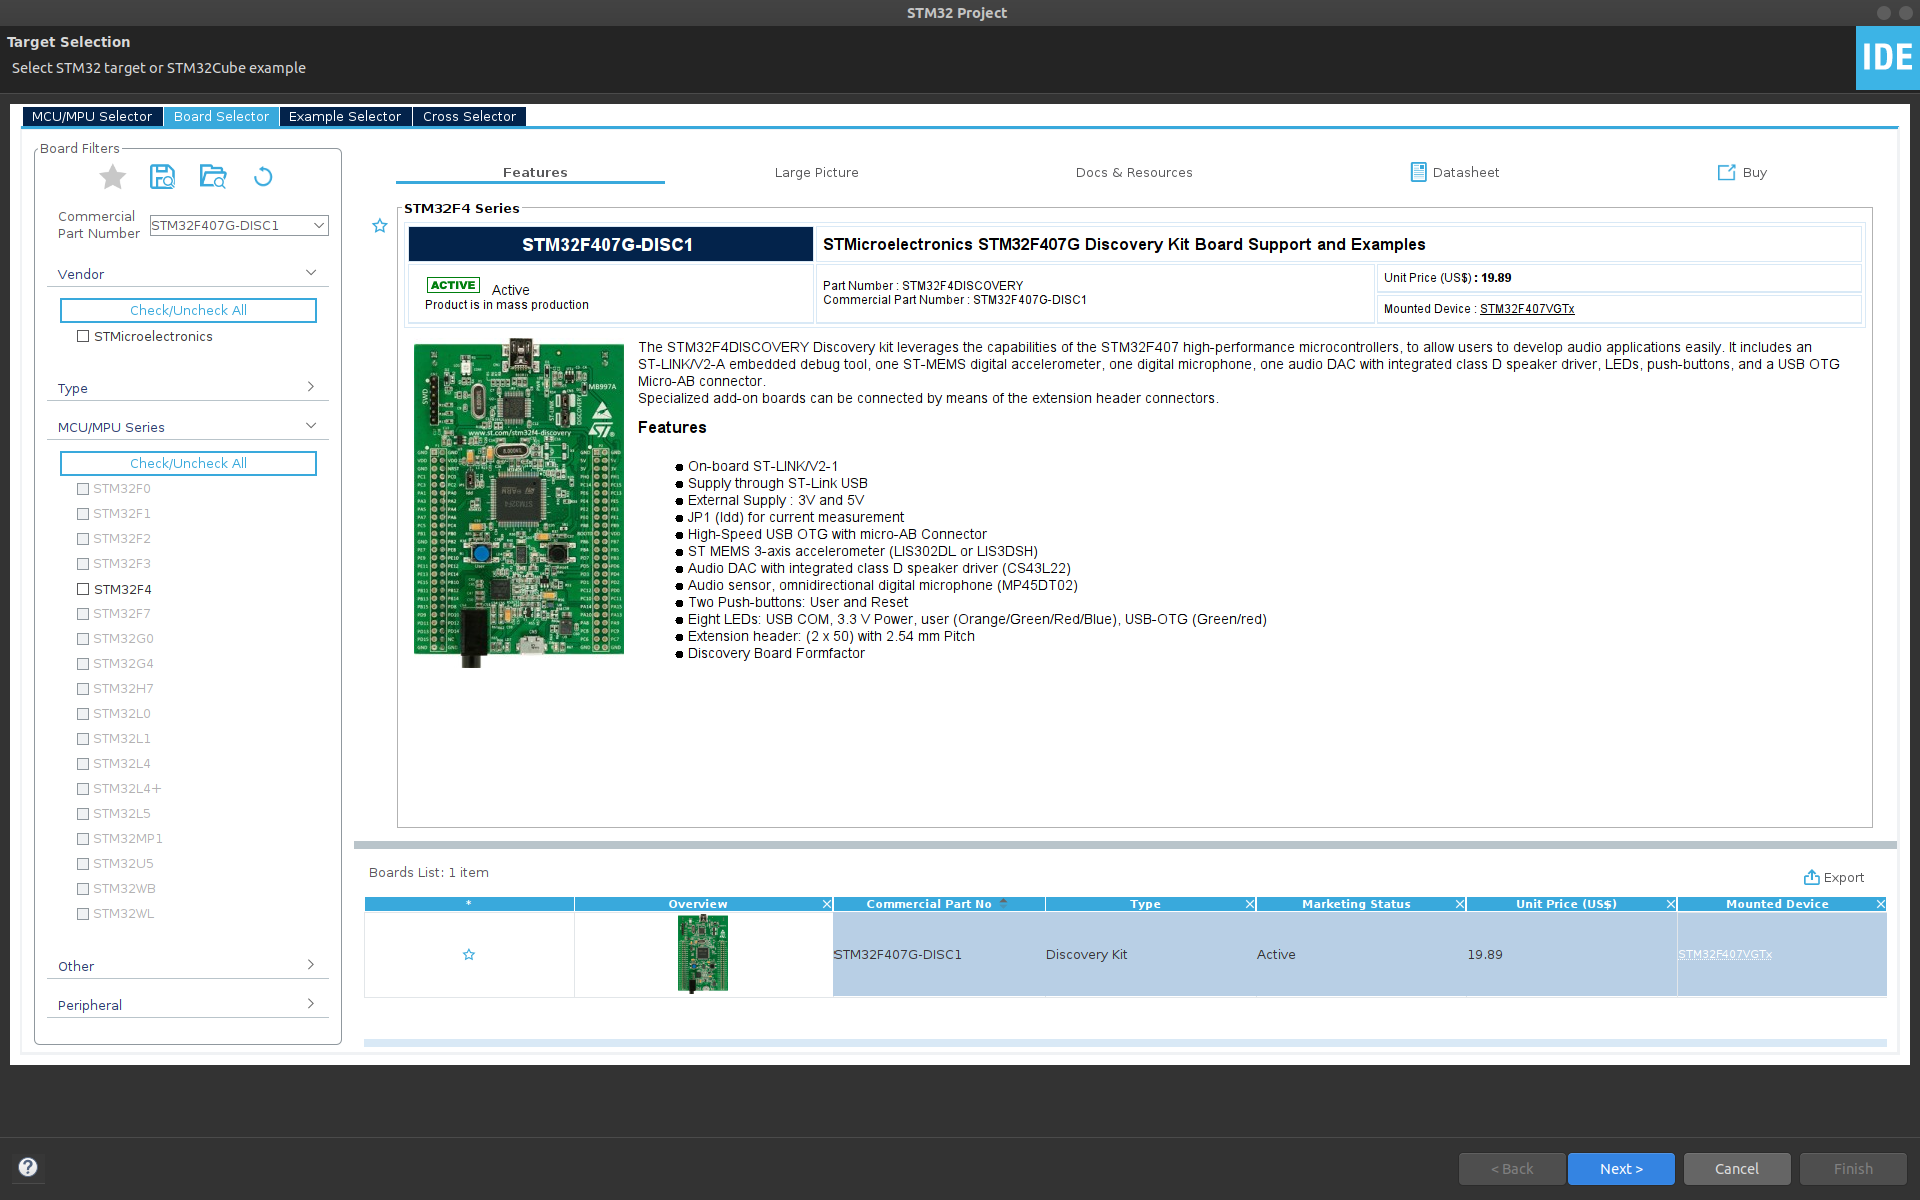 STM32 Project
Target Selection
Select STM32 target or STM32Cube example
IDE
MCU/MPU Selector
Board Selector
Example Selector
Cross Selector
Board Filters
Commercial
Part Number
STM32F407G-DISC1
Vendor
Check/Uncheck All
STMicroelectronics
Type
MCU/MPU Series
Check/Uncheck All
STM32F0
STM32F1
STM32F2
STM32F3
STM32F4
STM32F7
STM32G0
STM32G4
STM32H7
STM32L0
STM32L1
STM32L4
STM32L4+
STM32L5
STM32MP1
STM32U5
STM32WB
STM32WL
Other
Peripheral
Features
Large Picture
Docs & Resources
Datasheet
Buy
STM32F4 Series
STM32F407G-DISC1
STMicroelectronics STM32F407G Discovery Kit Board Support and Examples
ACTIVE Active
Product is in mass production
Part Number : STM32F4DISCOVERY
Commercial Part Number : STM32F407G-DISC1
Unit Price (US$) : 19.89
Mounted Device : STM32F407VGTx
MB997A
SWD
ST-LINK
DISCOVERY
www.st.com/stm32f4-discovery
The STM32F4DISCOVERY Discovery kit leverages the capabilities of the STM32F407 high-performance microcontrollers, to allow users to develop audio applications easily. It includes an
ST-LINK/V2-A embedded debug tool, one ST-MEMS digital accelerometer, one digital microphone, one audio DAC with integrated class D speaker driver, LEDs, push-buttons, and a USB OTG
Micro-AB connector.
Specialized add-on boards can be connected by means of the extension header connectors.
Features
On-board ST-LINK/V2-1
Supply through ST-Link USB
External Supply : 3V and 5V
JP1 (Idd) for current measurement
High-Speed USB OTG with micro-AB Connector
ST MEMS 3-axis accelerometer (LIS302DL or LIS3DSH)
Audio DAC with integrated class D speaker driver (CS43L22)
Audio sensor, omnidirectional digital microphone (MP45DT02)
Two Push-buttons: User and Reset
Eight LEDs: USB COM, 3.3 V Power, user (Orange/Green/Red/Blue), USB-OTG (Green/red)
Extension header: (2 x 50) with 2.54 mm Pitch
Discovery Board Formfactor
Boards List: 1 item
Export
* Overview Commercial Part No Type Marketing Status Unit Price (US$) Mounted Device
STM32F407G-DISC1 Discovery Kit Active 19.89 STM32F407VGTx
< Back
Next >
Cancel
Finish